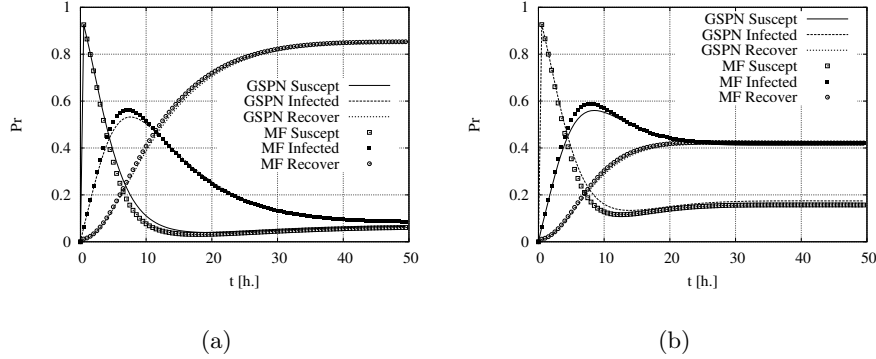 1
0.8
0.6
0.4
0.2
0
Pr
GSPN Suscept
GSPN Infected
GSPN Recover
MF Suscept
MF Infected
MF Recover
0 10 20 30 40 50
t [h.]
(a)
1
0.8
0.6
0.4
0.2
0
Pr
GSPN Suscept
GSPN Infected
GSPN Recover
MF Suscept
MF Infected
MF Recover
0 10 20 30 40 50
t [h.]
(b)